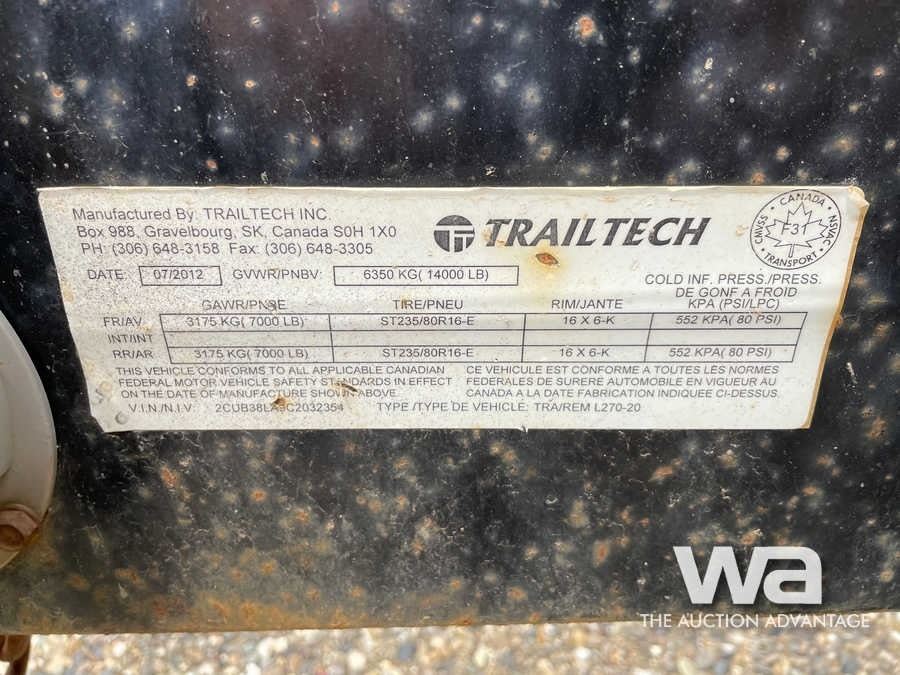 Manufactured By: TRAILTECH INC.
Box 988, Gravelbourg, SK, Canada S0H 1X0
PH: (306) 648-3158 Fax: (306) 648-3305
TRAILTECH
CANADA
CMVSS NSVAC
F31
TRANSPORT
DATE: 07/2012 GVWR/PNBV: 6350 KG( 14000 LB)
COLD INF. PRESS./PRESS.
DE GONF A FROID
GAWR/PNBE TIRE/PNEU RIM/JANTE KPA (PSI/LPC)
FR/AV. 3175 KG( 7000 LB) ST235/80R16-E 16 X 6-K 552 KPA( 80 PSI)
INT/INT
RR/AR 3175 KG( 7000 LB) ST235/80R16-E 16 X 6-K 552 KPA( 80 PSI)
THIS VEHICLE CONFORMS TO ALL APPLICABLE CANADIAN
FEDERAL MOTOR VEHICLE SAFETY STANDARDS IN EFFECT
ON THE DATE OF MANUFACTURE SHOWN ABOVE.
CE VEHICULE EST CONFORME A TOUTES LES NORMES
FEDERALES DE SURERE AUTOMOBILE EN VIGUEUR AU
CANADA A LA DATE FABRICATION INDIQUEE CI-DESSUS.
V.I.N./N.I.V: TYPE /TYPE DE VEHICLE: TRA/REM L270-20
wa
THE AUCTION ADVANTAGE